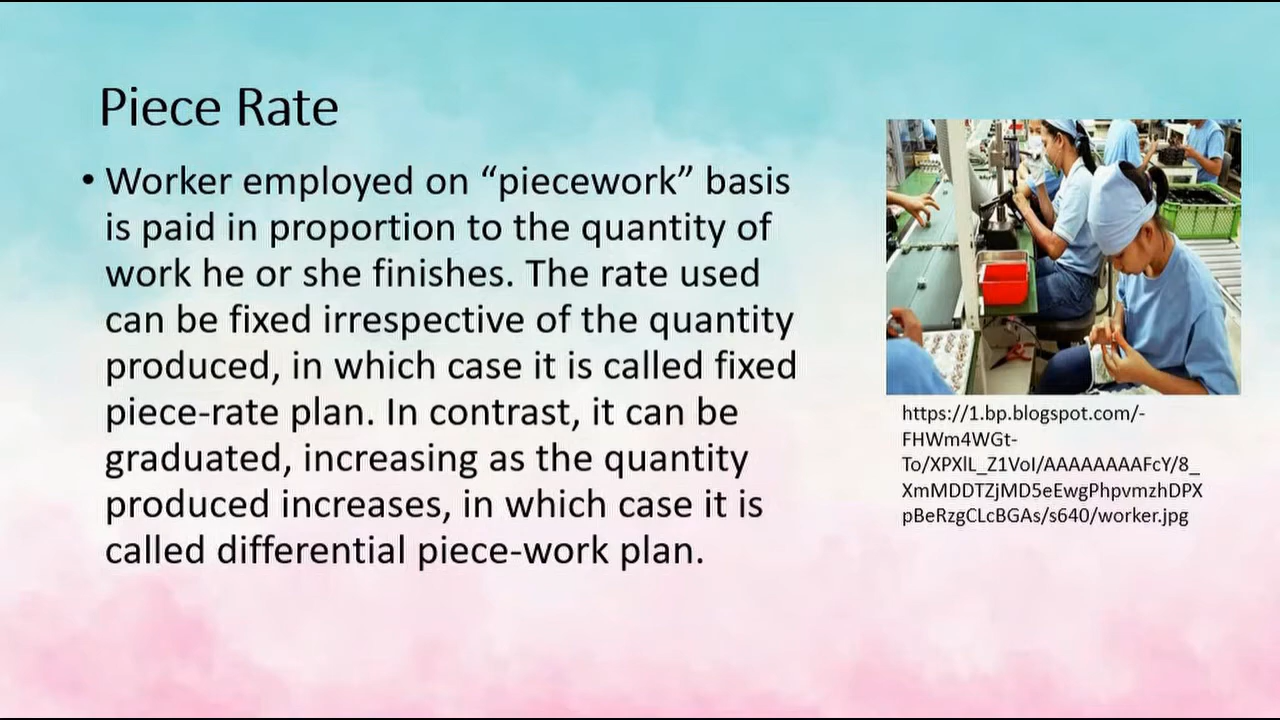 Piece Rate
• Worker employed on “piecework” basis
is paid in proportion to the quantity of
work he or she finishes. The rate used
can be fixed irrespective of the quantity
produced, in which case it is called fixed
piece-rate plan. In contrast, it can be
graduated, increasing as the quantity
produced increases, in which case it is
called differential piece-work plan.
https://1.bp.blogspot.com/-
FHWm4WGt-
To/XPXlL_Z1VoI/AAAAAAAAFcY/8_
XmMDDTZjMD5eEwgPhpvmzhDPX
pBeRzgCLcBGAs/s640/worker.jpg